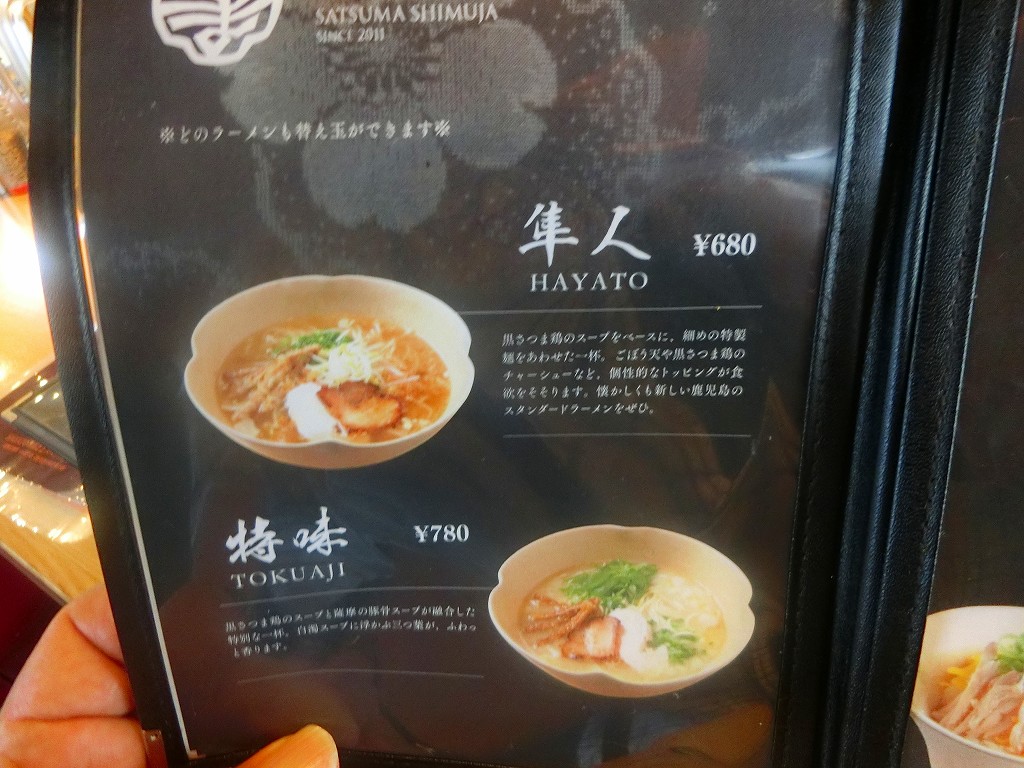 SATSUMA SHIMUJA
SINCE 2011
※どのラーメンも替え玉ができます※
隼人
HAYATO
¥680
黒さつま鶏のスープをベースに、細めの特製
麺をあわせた一杯。ごぼう天や黒さつま鶏の
チャーシューなど、個性的なトッピングが食
欲をそそります。懐かしくも新しい鹿児島の
スタンダードラーメンをぜひ。
特味
TOKUAJI
¥780
黒さつま鶏のスープと薩摩の豚骨スープが融合した
特別な一杯。白濁スープに浮かぶ三つ葉が、ふわっ
と香ります。